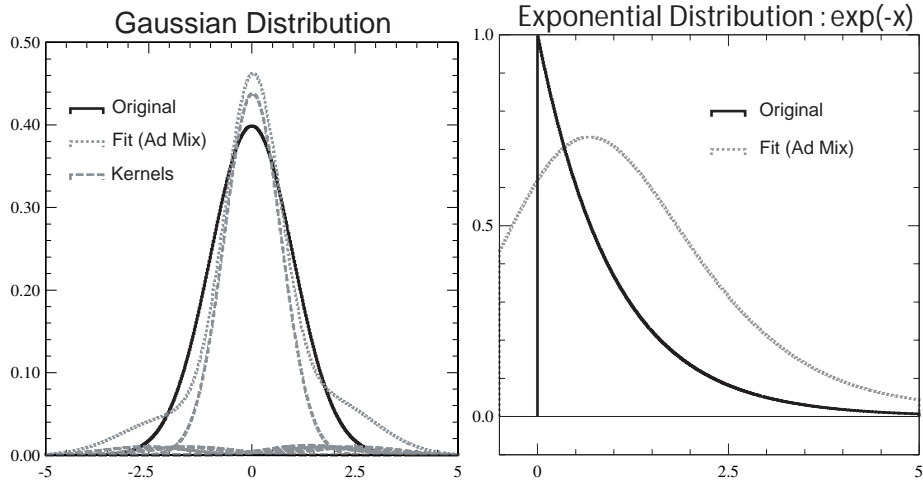 Gaussian Distribution
0.50
0.40
0.30
0.20
0.10
0.00
-5
-2.5
0
2.5
5
Original
Fit (Ad Mix)
Kernels
Exponential Distribution : exp(-x)
1.0
0.5
0.0
0
2.5
5
Original
Fit (Ad Mix)